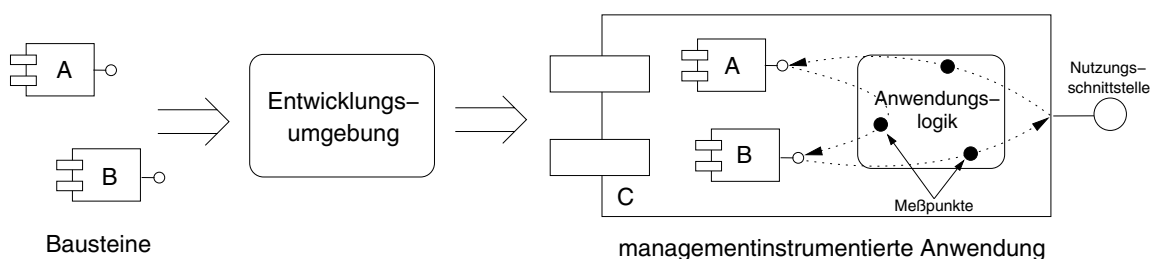 A
B
Bausteine
Entwicklungs–
umgebung
A
B
C
Anwendungs–
logik
Meßpunkte
Nutzungs–
schnittstelle
managementinstrumentierte Anwendung